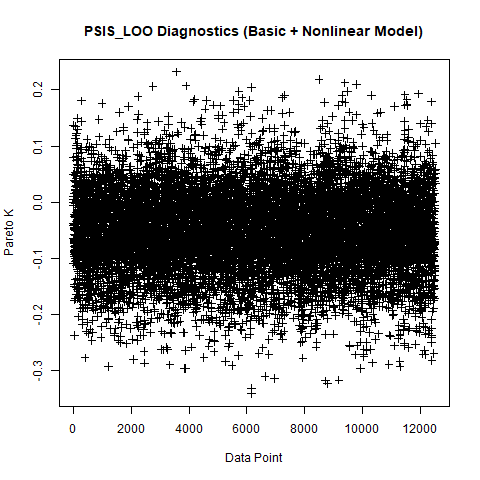 PSIS_LOO Diagnostics (Basic + Nonlinear Model)
Pareto K
0.2
0.1
0.0
-0.1
-0.2
-0.3
0 2000 4000 6000 8000 10000 12000
Data Point